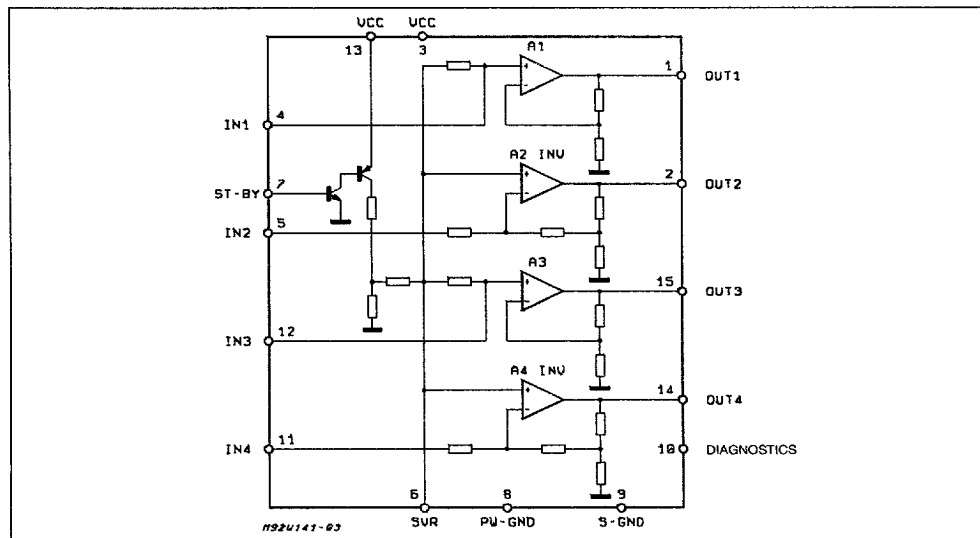 VCC VCC
13 3
A1
1 OUT1
+
-
4
IN1
A2 INV
7
ST-BY
+
2 OUT2
-
5
IN2
A3
+
15 OUT3
-
12
IN3
A4 INV
+
14 OUT4
-
11
IN4
10 DIAGNOSTICS
6 8 9
SVR PW-GND S-GND
M92W141-03